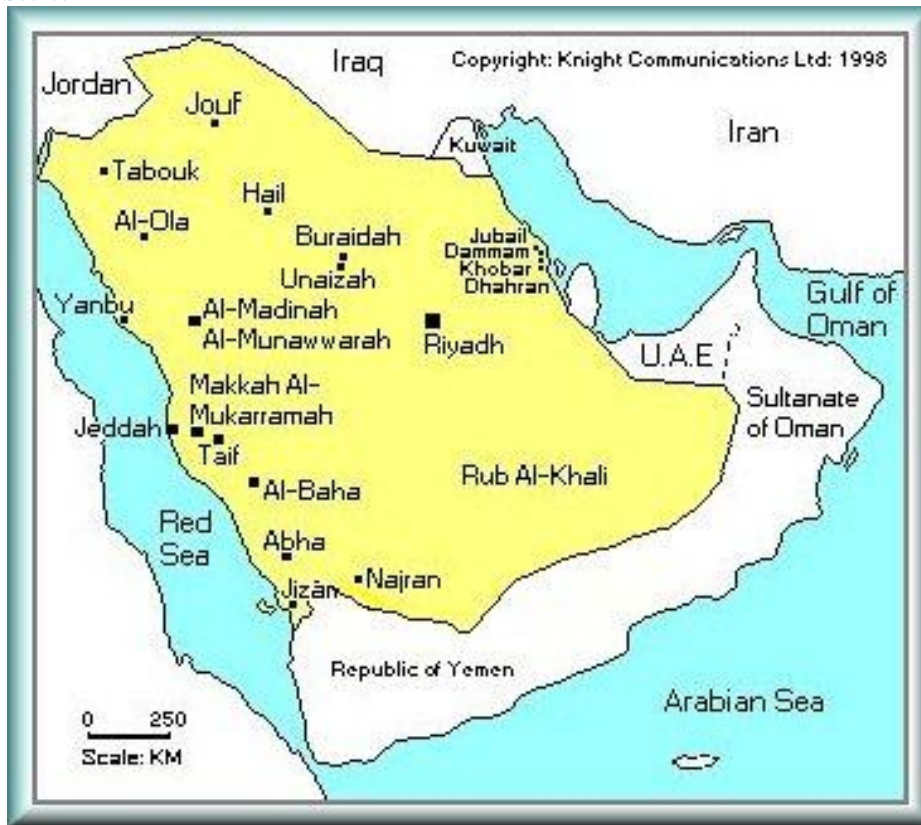 Iraq
Copyright: Knight Communications Ltd: 1998
Jordan
Jouf
Kuwait
Iran
Tabouk
Hail
Al-Ola
Buraidah
Unaizah
Jubail
Dammam
Khobar
Dhahran
Yanbu
Al-Madinah
Al-Munawwarah
Riyadh
Gulf of
Oman
U.A.E
Makkah Al-
Mukarramah
Jeddah
Taif
Sultanate
of Oman
Al-Baha
Rub Al-Khali
Red
Sea
Abha
Najran
Jizan
Republic of Yemen
Arabian Sea
0 250
Scale: KM